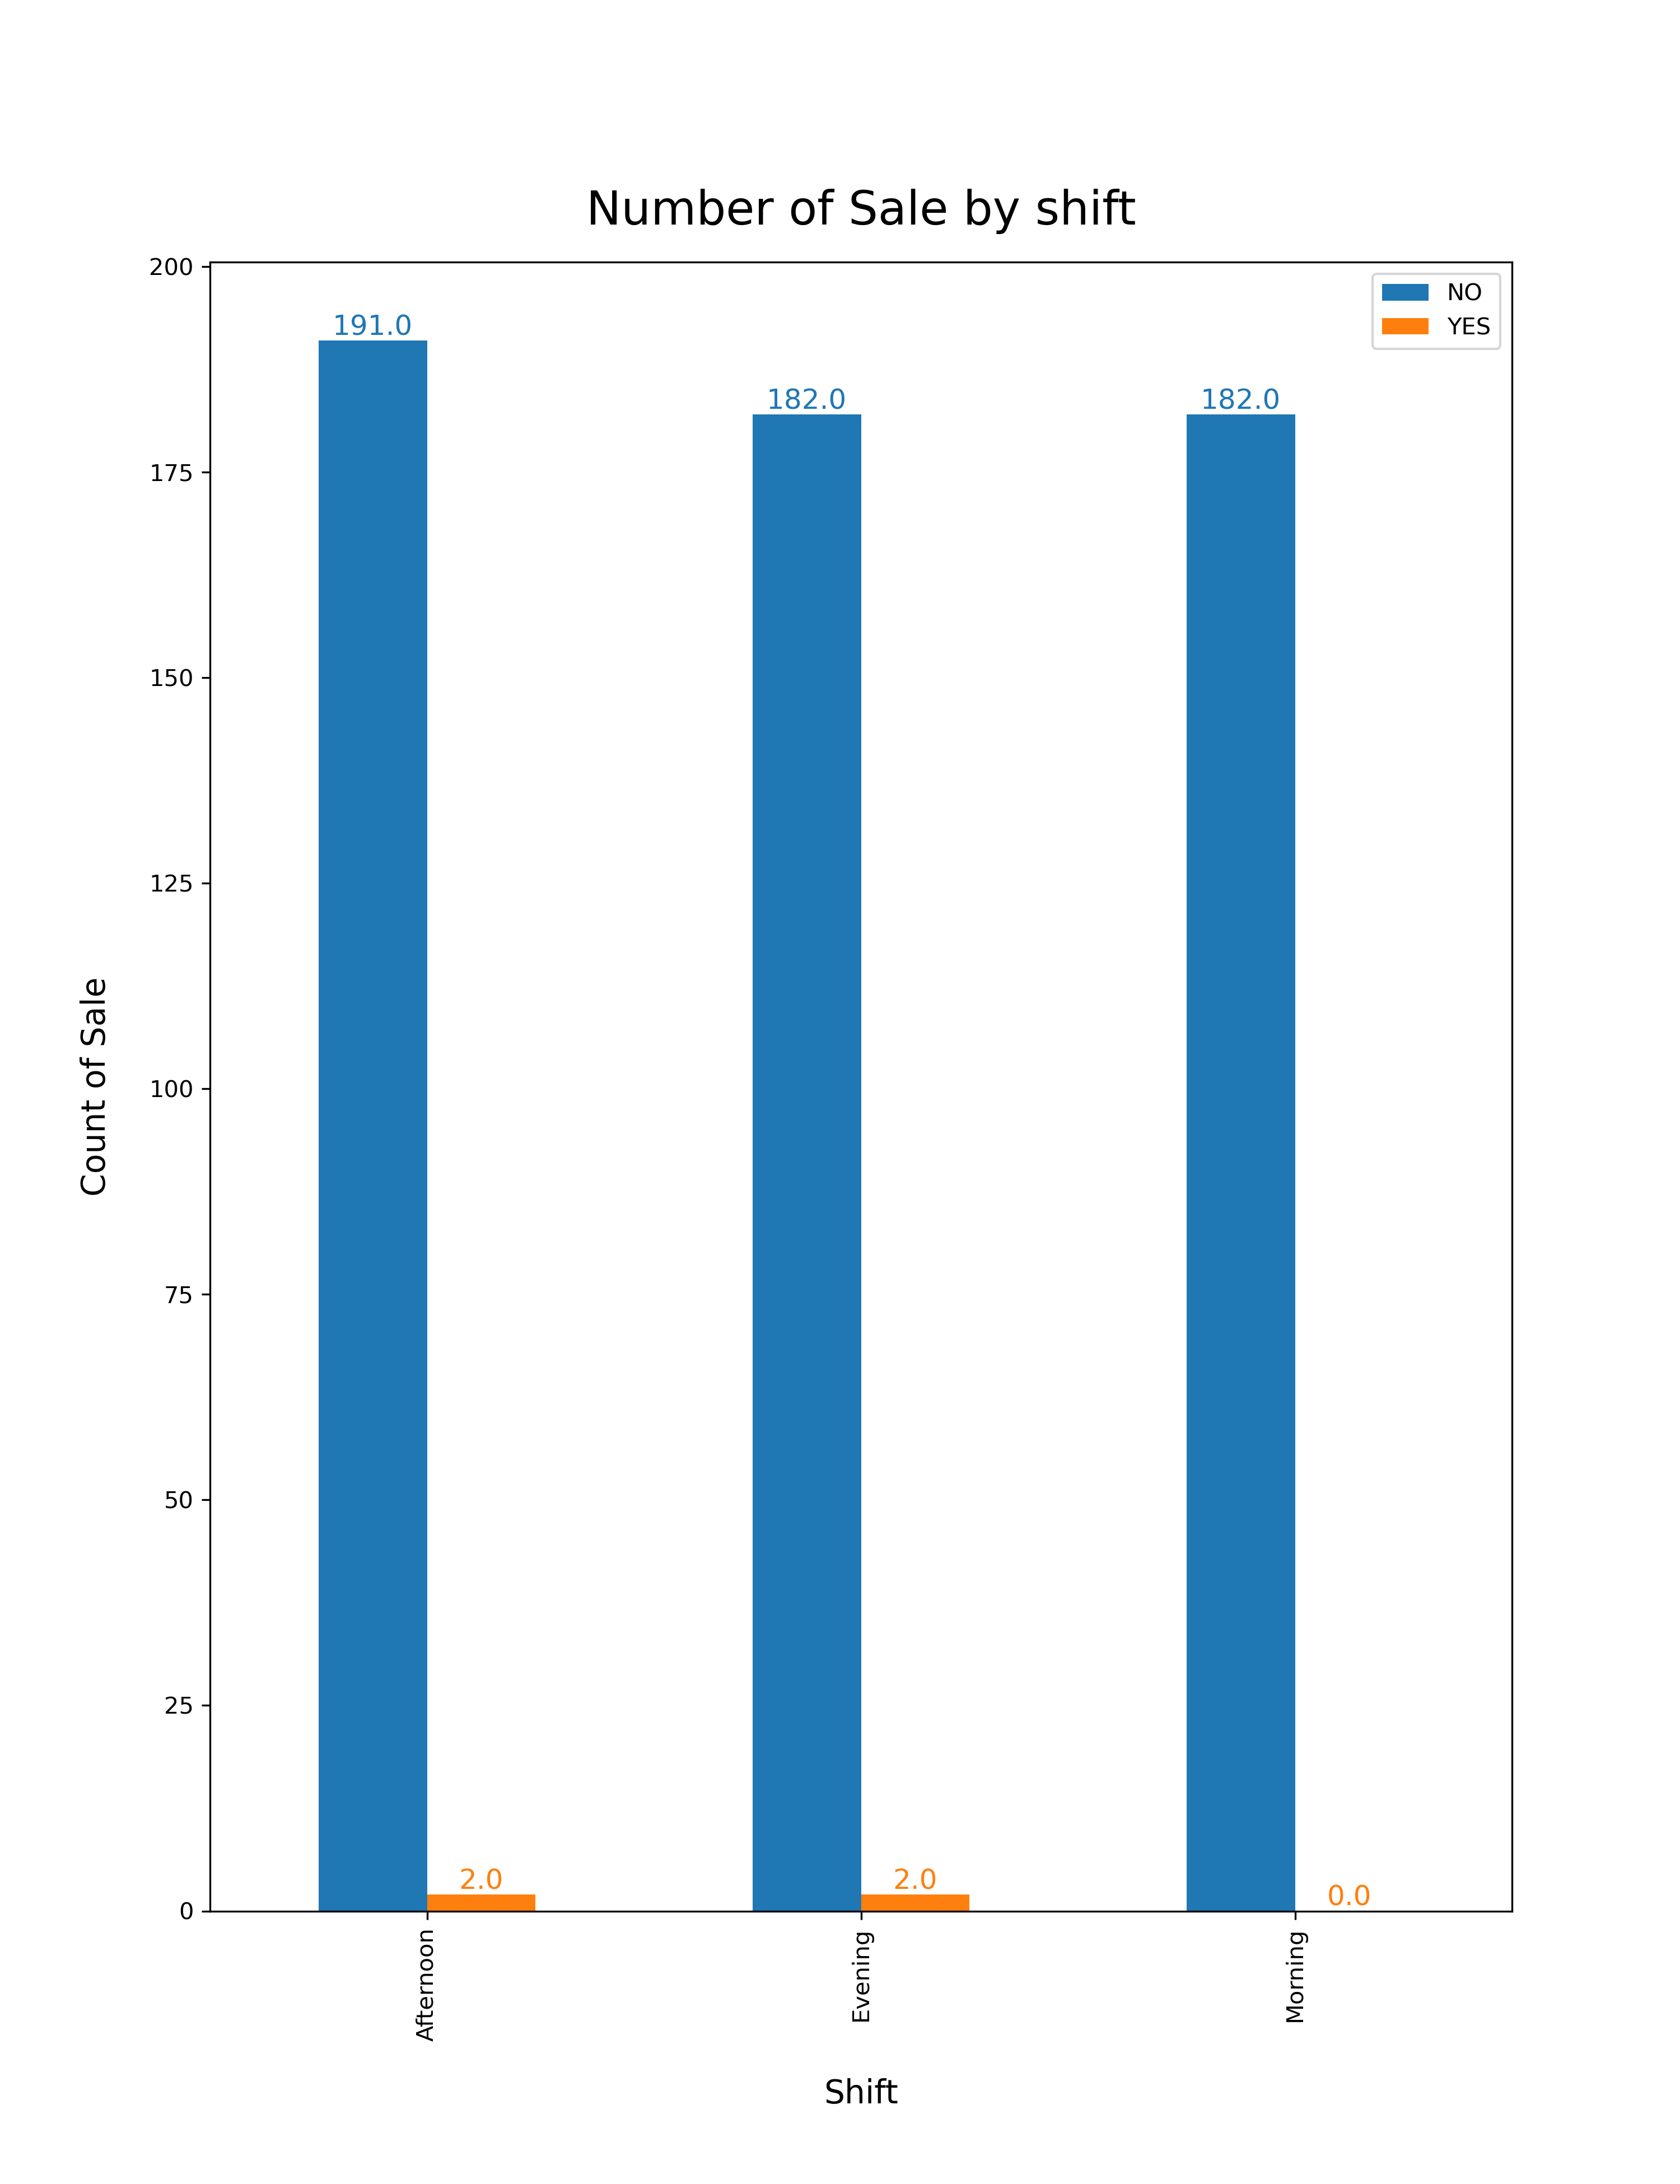 Number of Sale by shift
NO
YES
200
175
150
125
100
75
50
25
0
Count of Sale
191.0
2.0
182.0
2.0
182.0
0.0
Afternoon
Evening
Morning
Shift